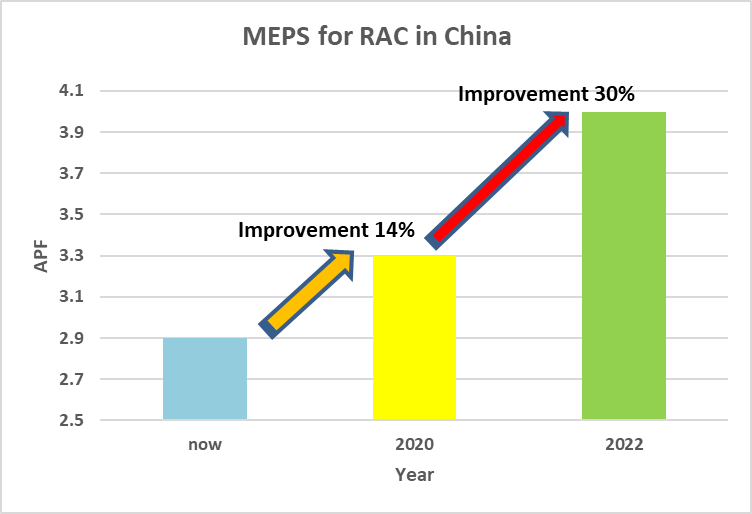 MEPS for RAC in China
Improvement 30%
Improvement 14%
APF
4.1
3.9
3.7
3.5
3.3
3.1
2.9
2.7
2.5
now
2020
2022
Year